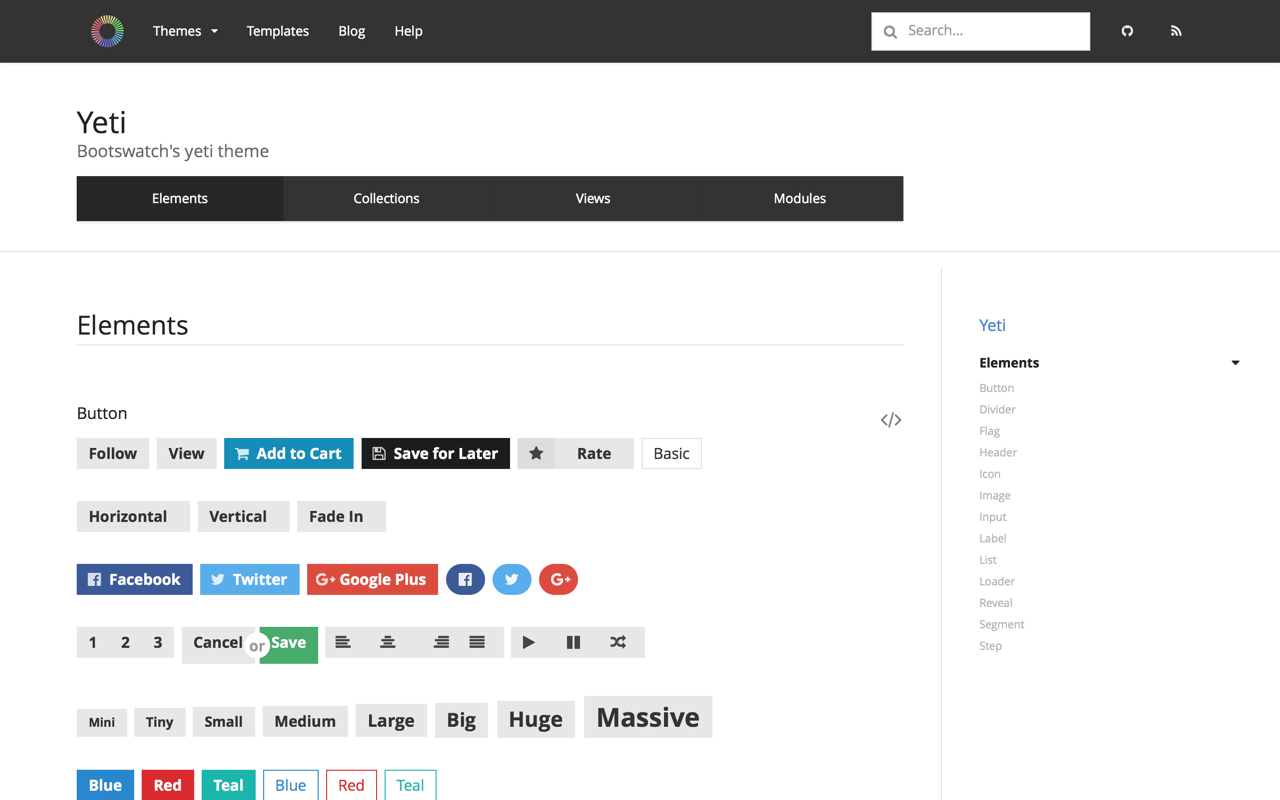 Themes Templates Blog Help Search...
Yeti
Bootswatch's yeti theme
Elements Collections Views Modules
Elements
Button
Follow View Add to Cart Save for Later Rate Basic
Horizontal Vertical Fade In
Facebook Twitter Google Plus
1 2 3 Cancel or Save
Mini Tiny Small Medium Large Big Huge Massive
Blue Red Teal Blue Red Teal
Yeti
Elements
Button
Divider
Flag
Header
Icon
Image
Input
Label
List
Loader
Reveal
Segment
Step